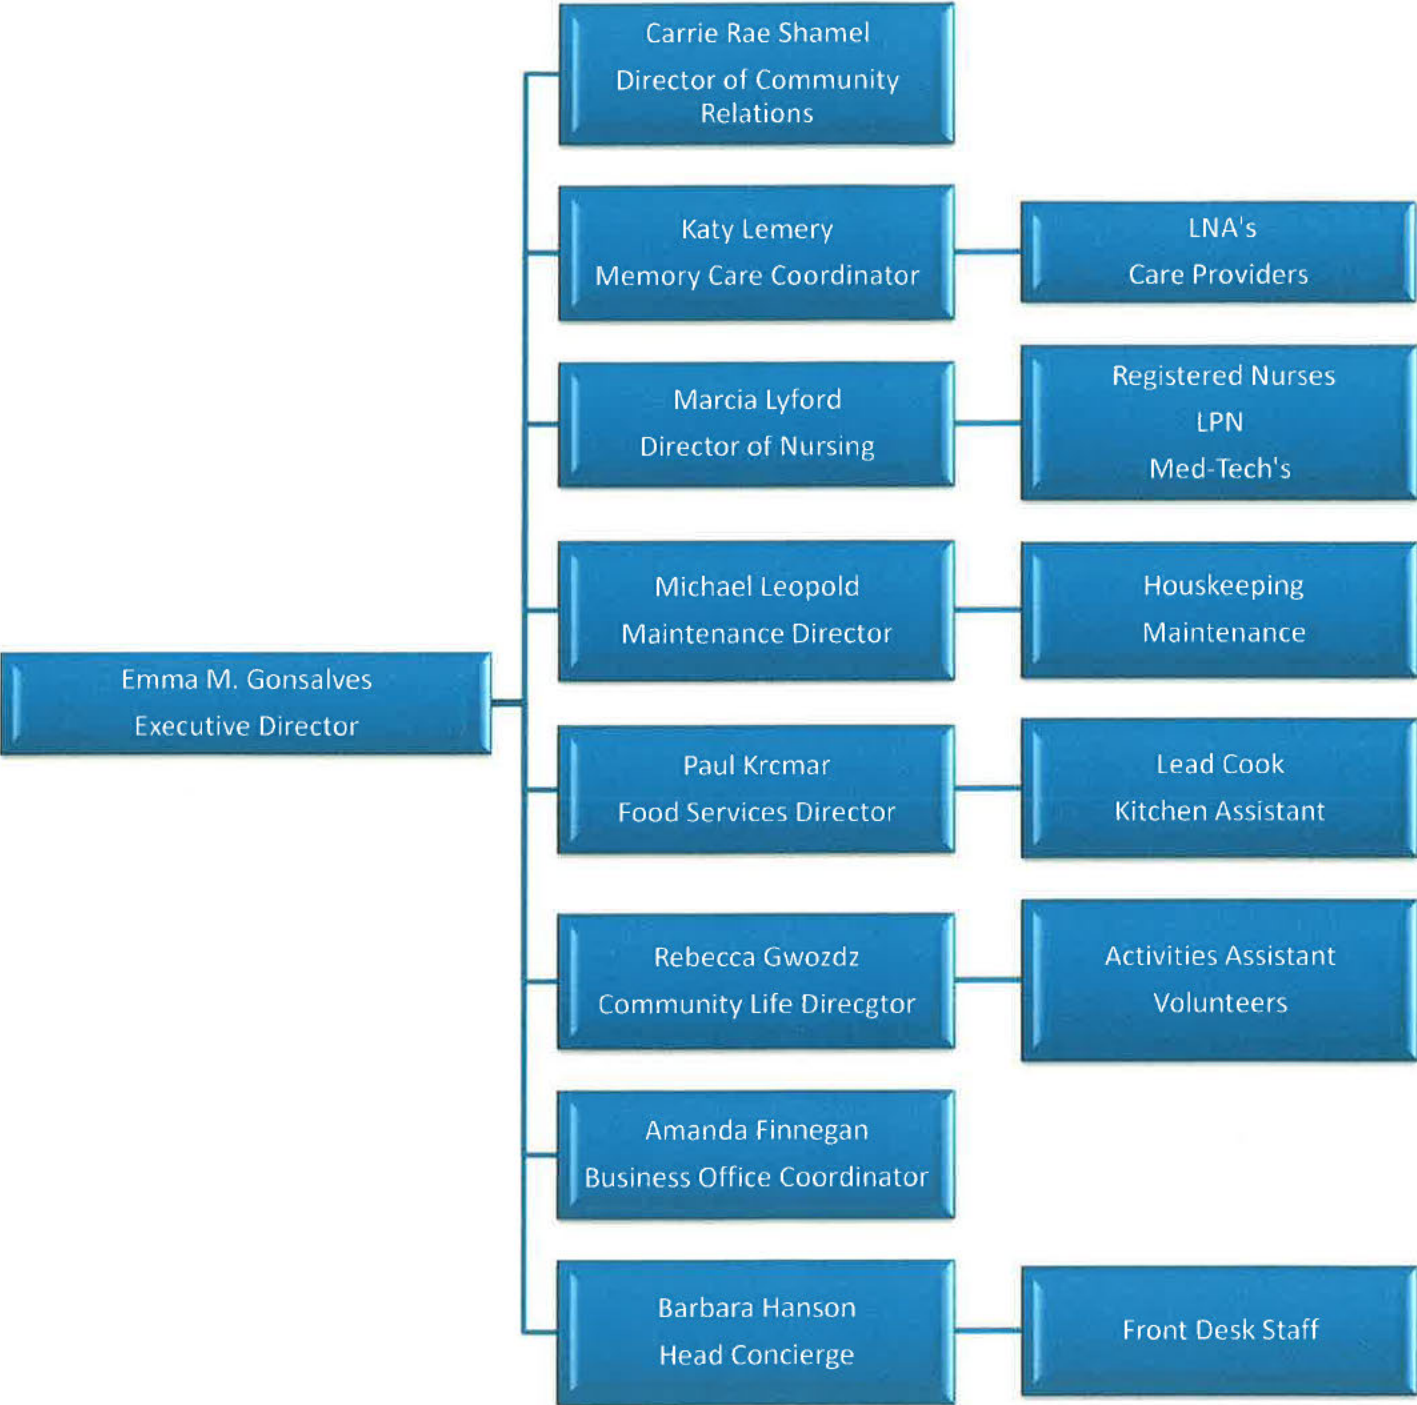 Carrie Rae Shamel
Director of Community
Relations
Katy Lemery
Memory Care Coordinator
LNA's
Care Providers
Marcia Lyford
Director of Nursing
Registered Nurses
LPN
Med-Tech's
Michael Leopold
Maintenance Director
Houskeeping
Maintenance
Emma M. Gonsalves
Executive Director
Paul Krcmar
Food Services Director
Lead Cook
Kitchen Assistant
Rebecca Gwozdz
Community Life Direcgtor
Activities Assistant
Volunteers
Amanda Finnegan
Business Office Coordinator
Barbara Hanson
Head Concierge
Front Desk Staff